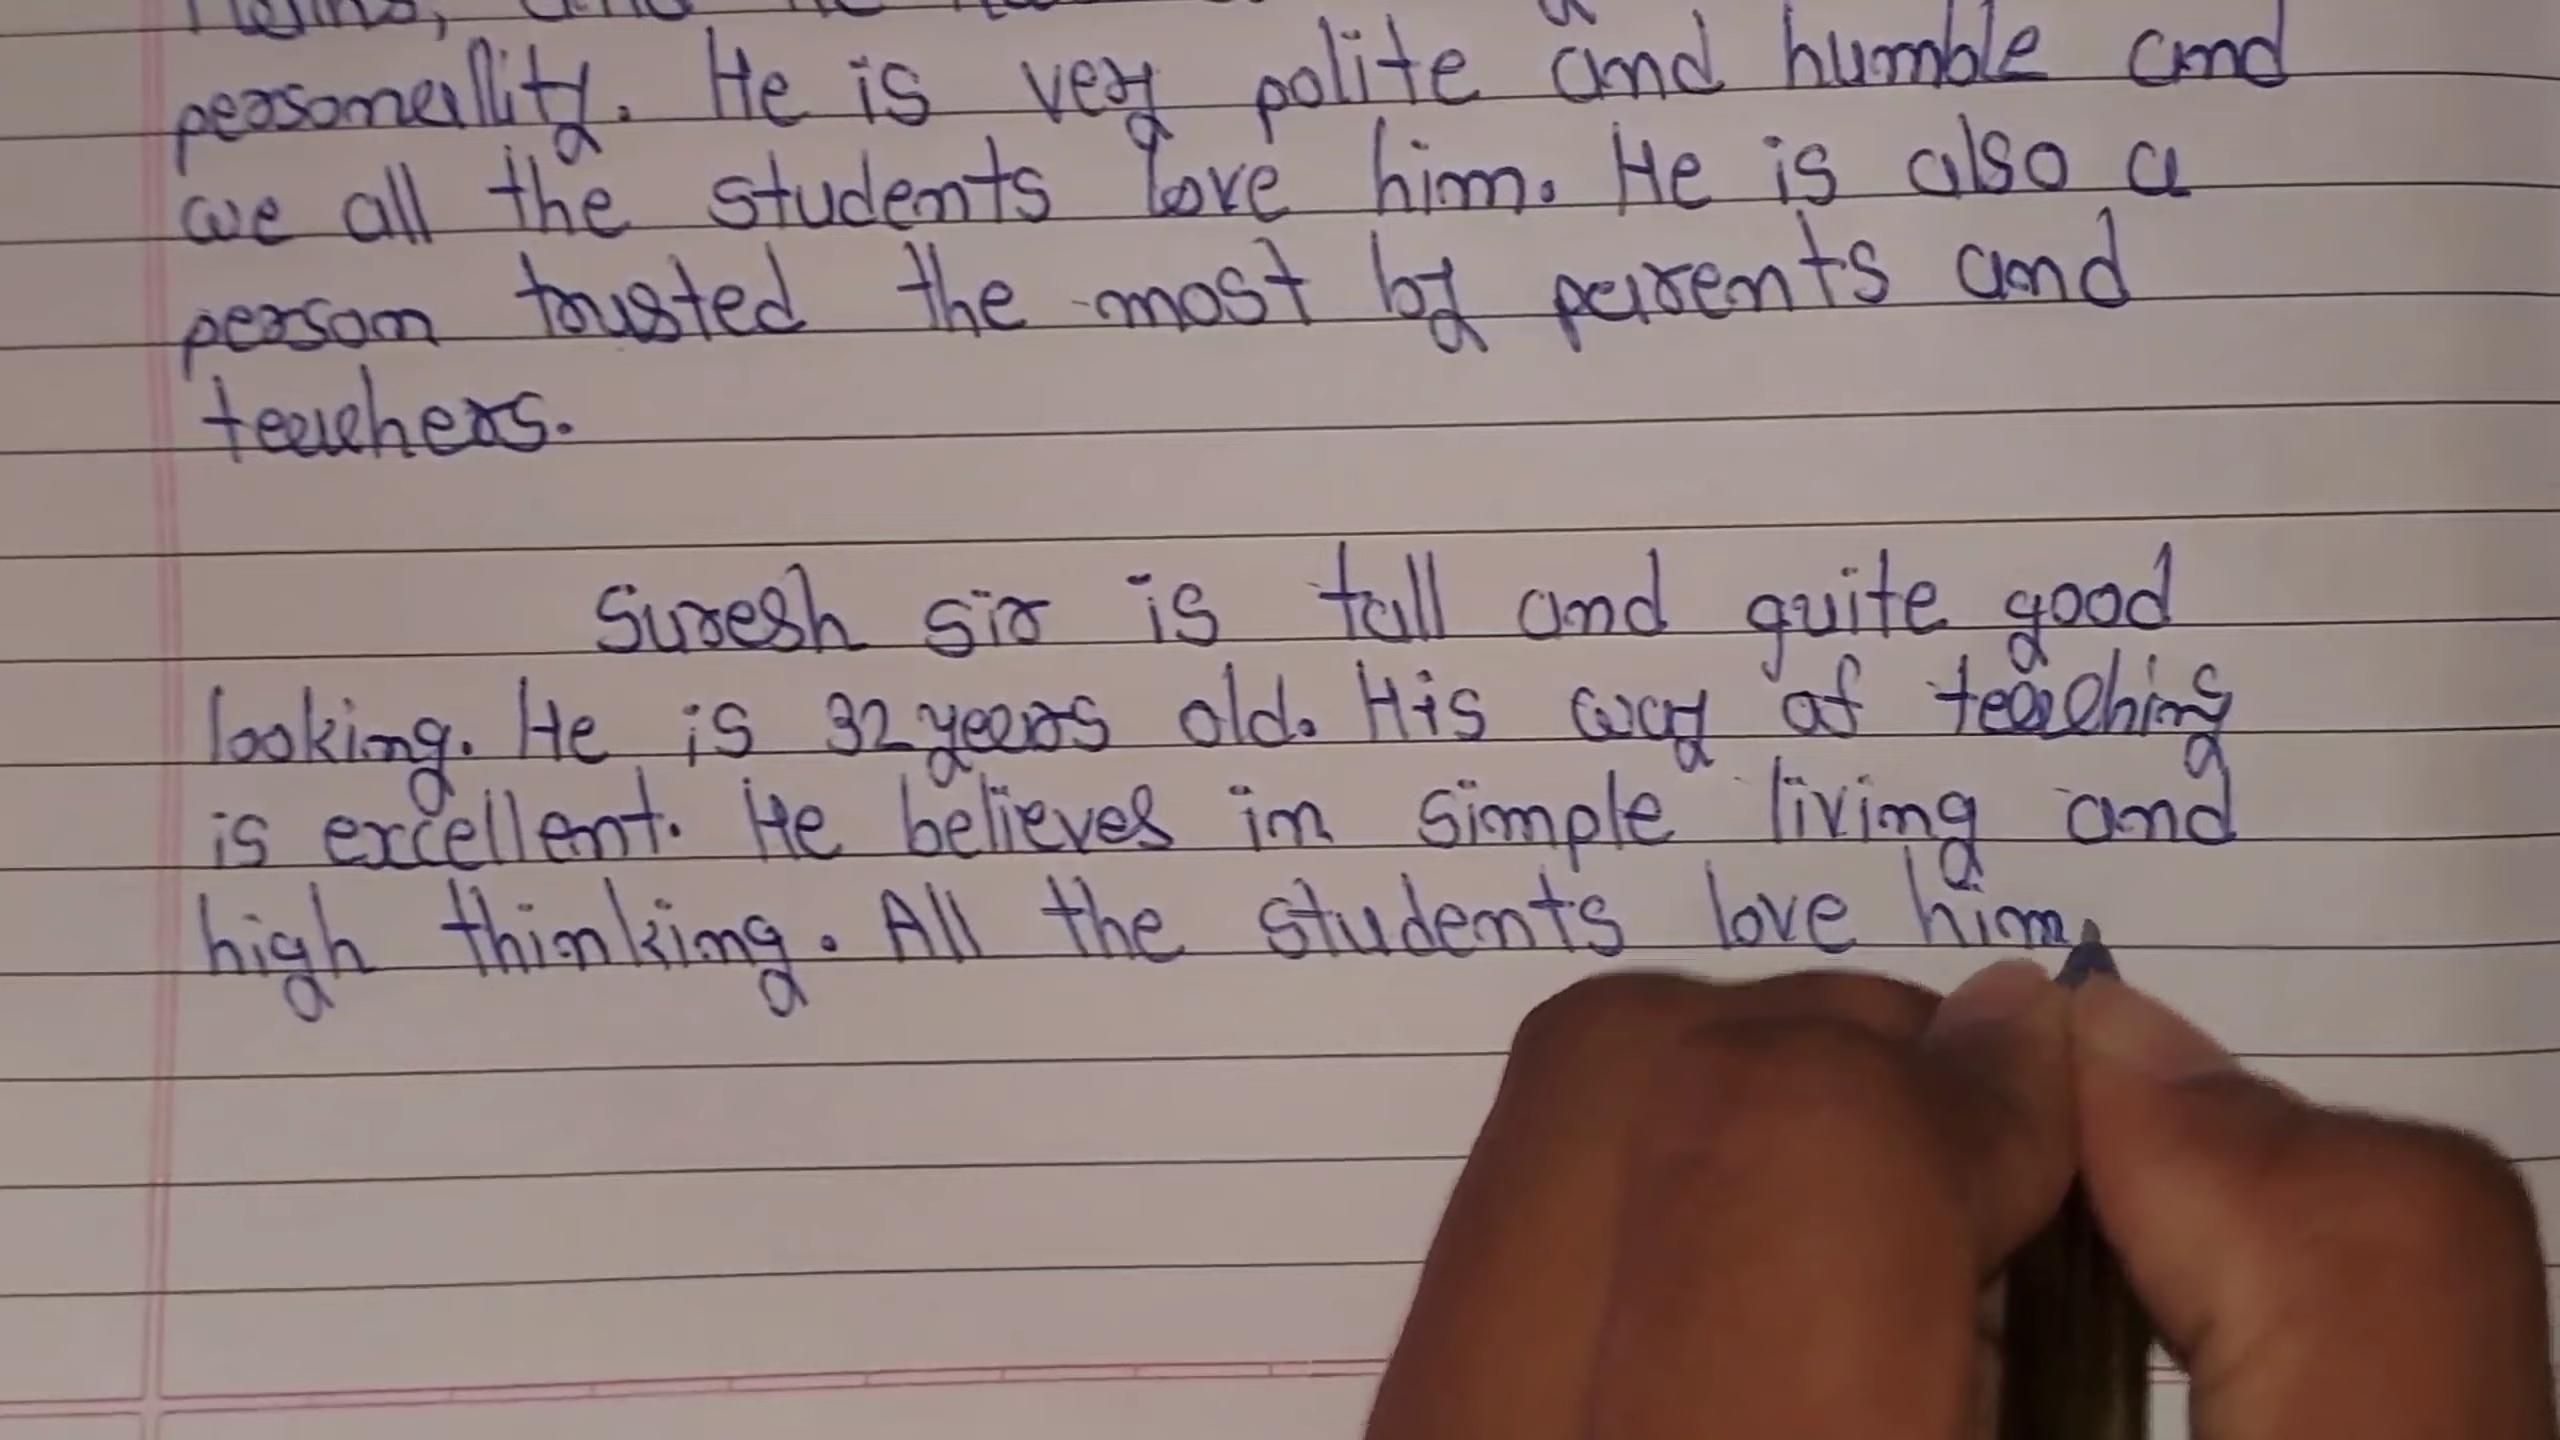 personallity. He is very polite and humble and
we all the students love him. He is also a
person trusted the most by parents and
teachers.
Suresh sir is tall and quite good
looking. He is 32 years old. His way of teaching
is excellent. He believes in simple living and
high thinking. All the students love him.